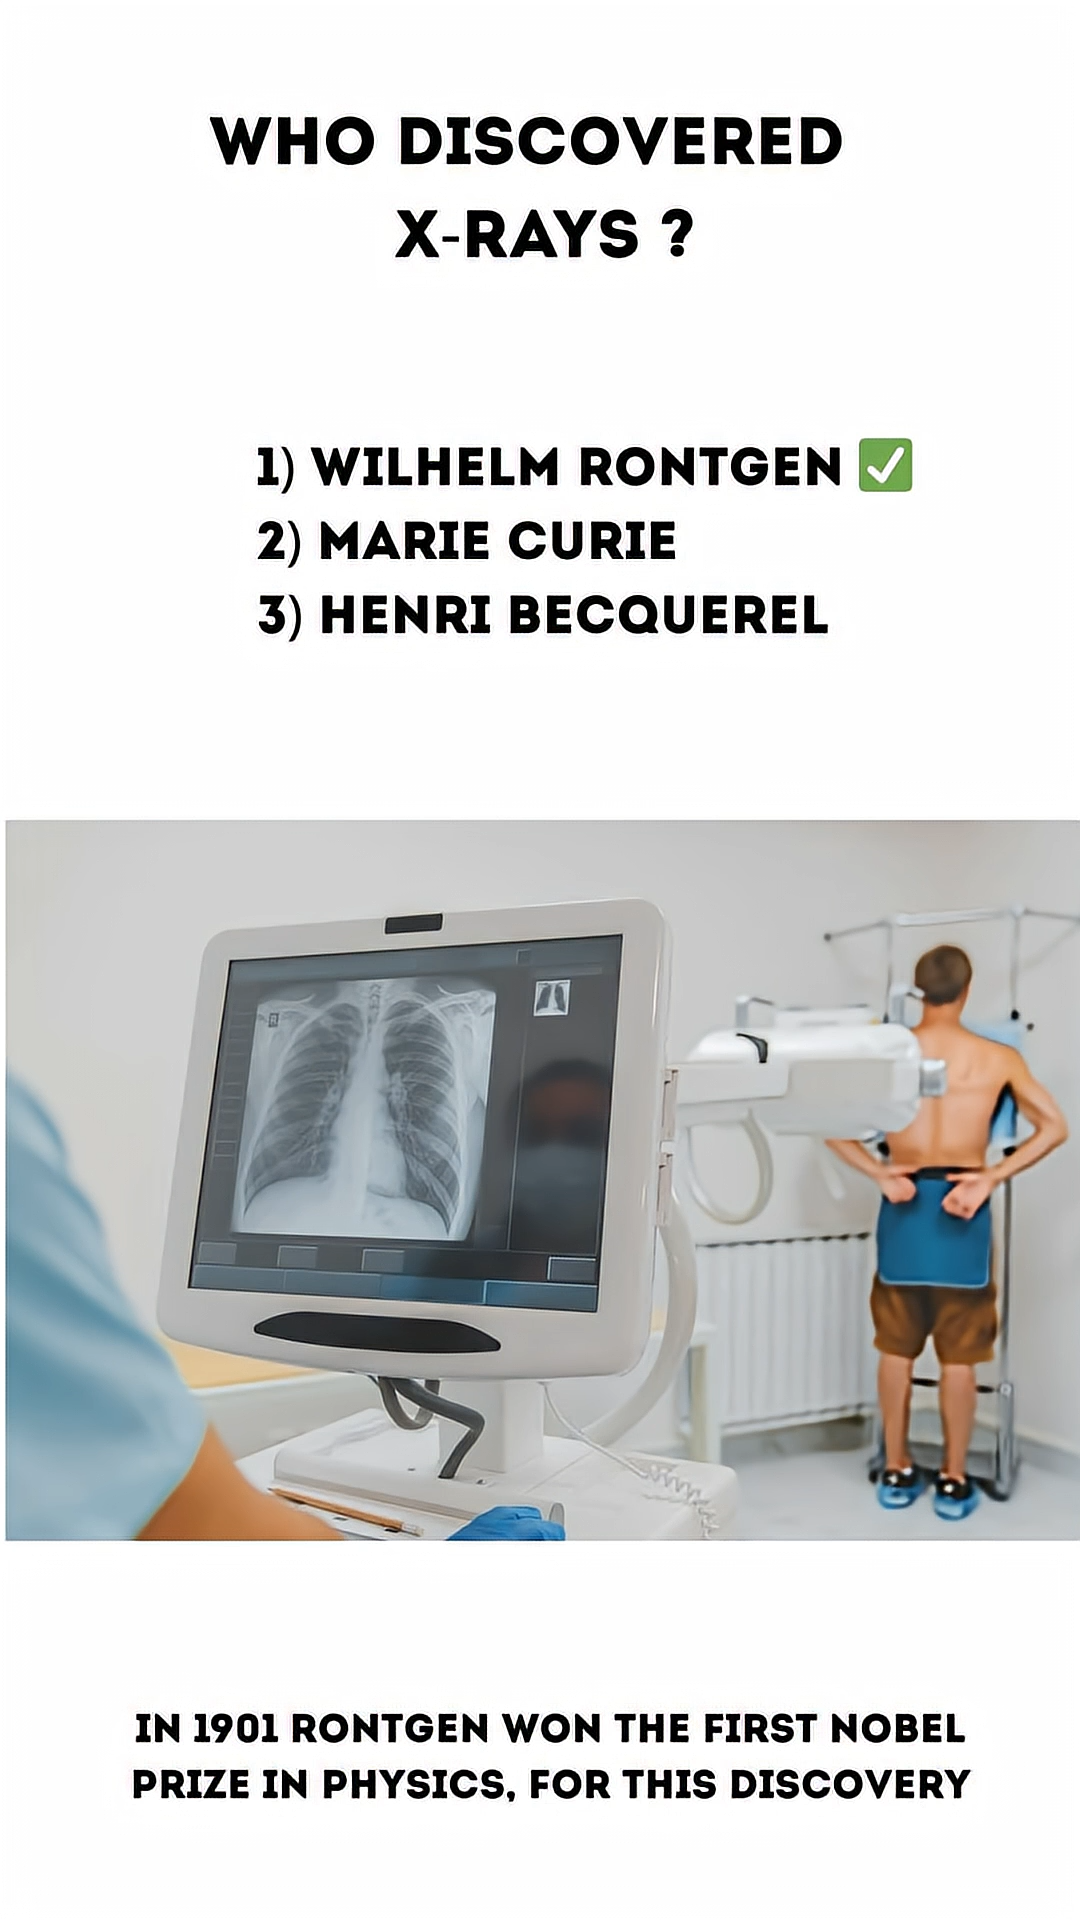 WHO DISCOVERED
X-RAYS ?
1) WILHELM RONTGEN ✅
2) MARIE CURIE
3) HENRI BECQUEREL
R
IN 1901 RONTGEN WON THE FIRST NOBEL
PRIZE IN PHYSICS, FOR THIS DISCOVERY